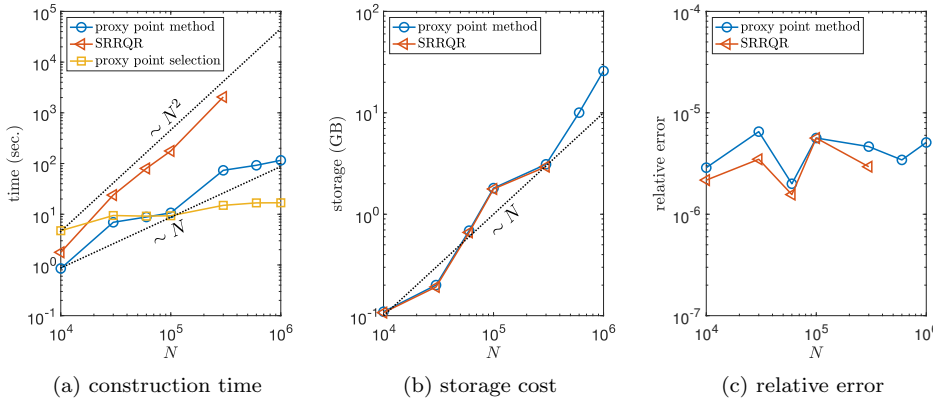 10^6
10^5
10^4
10^3
10^2
10^1
10^0
10^-1
time (sec.)
proxy point method
SRRQR
proxy point selection
~ N^2
~ N
10^4
10^5
10^6
N
(a) construction time
10^2
10^1
10^0
10^-1
storage (GB)
proxy point method
SRRQR
~ N
10^4
10^5
10^6
N
(b) storage cost
10^-4
10^-5
10^-6
10^-7
relative error
proxy point method
SRRQR
10^4
10^5
10^6
N
(c) relative error